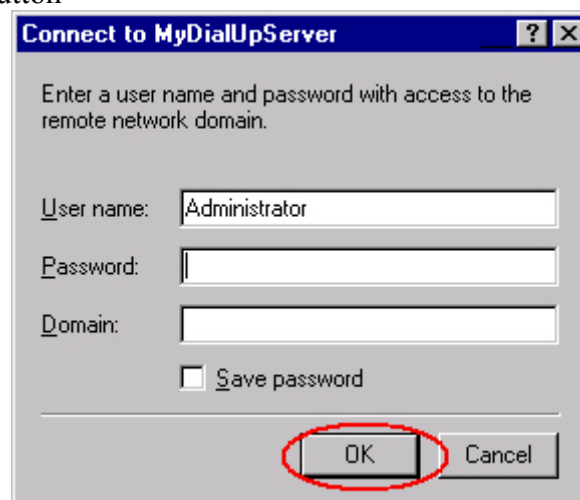 Connect to MyDialUpServer
Enter a user name and password with access to the
remote network domain.
User name: Administrator
Password:
Domain:
Save password
OK Cancel